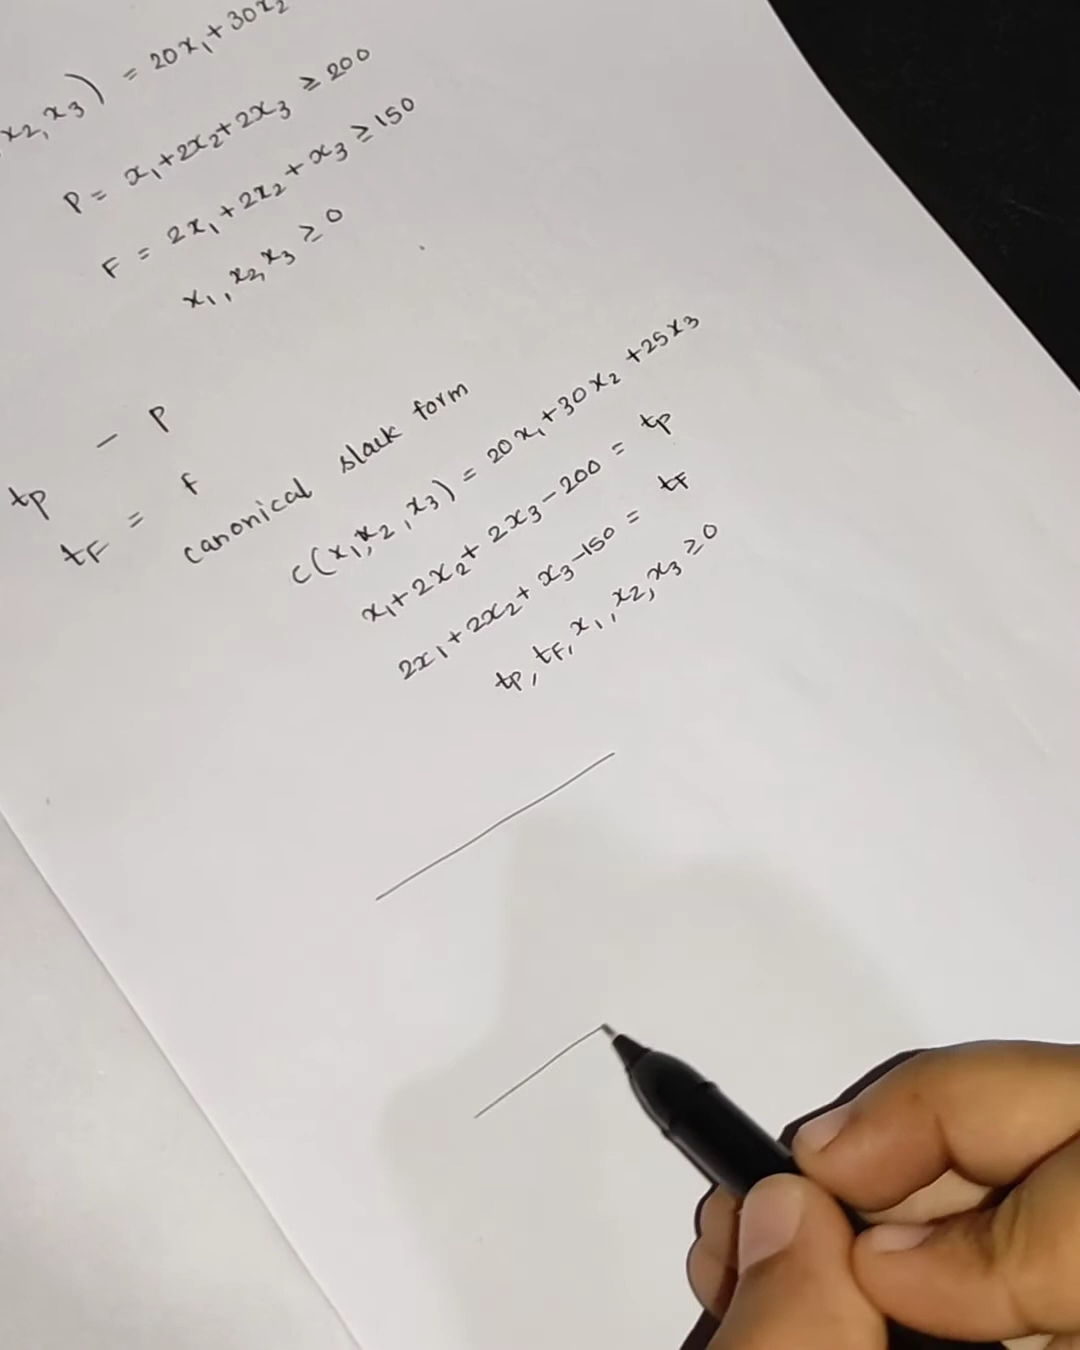 x₂, x₃) = 20x₁ + 30x₂
P = x₁ + 2x₂ + 2x₃ ≥ 200
F = 2x₁ + 2x₂ + x₃ ≥ 150
x₁, x₂, x₃ ≥ 0
tp – P
tF = f
canonical slack form
C(x₁, x₂, x₃) = 20x₁ + 30x₂ + 25x₃
x₁ + 2x₂ + 2x₃ – 200 = tp
2x₁ + 2x₂ + x₃ – 150 = tF
tp, tF, x₁, x₂, x₃ ≥ 0